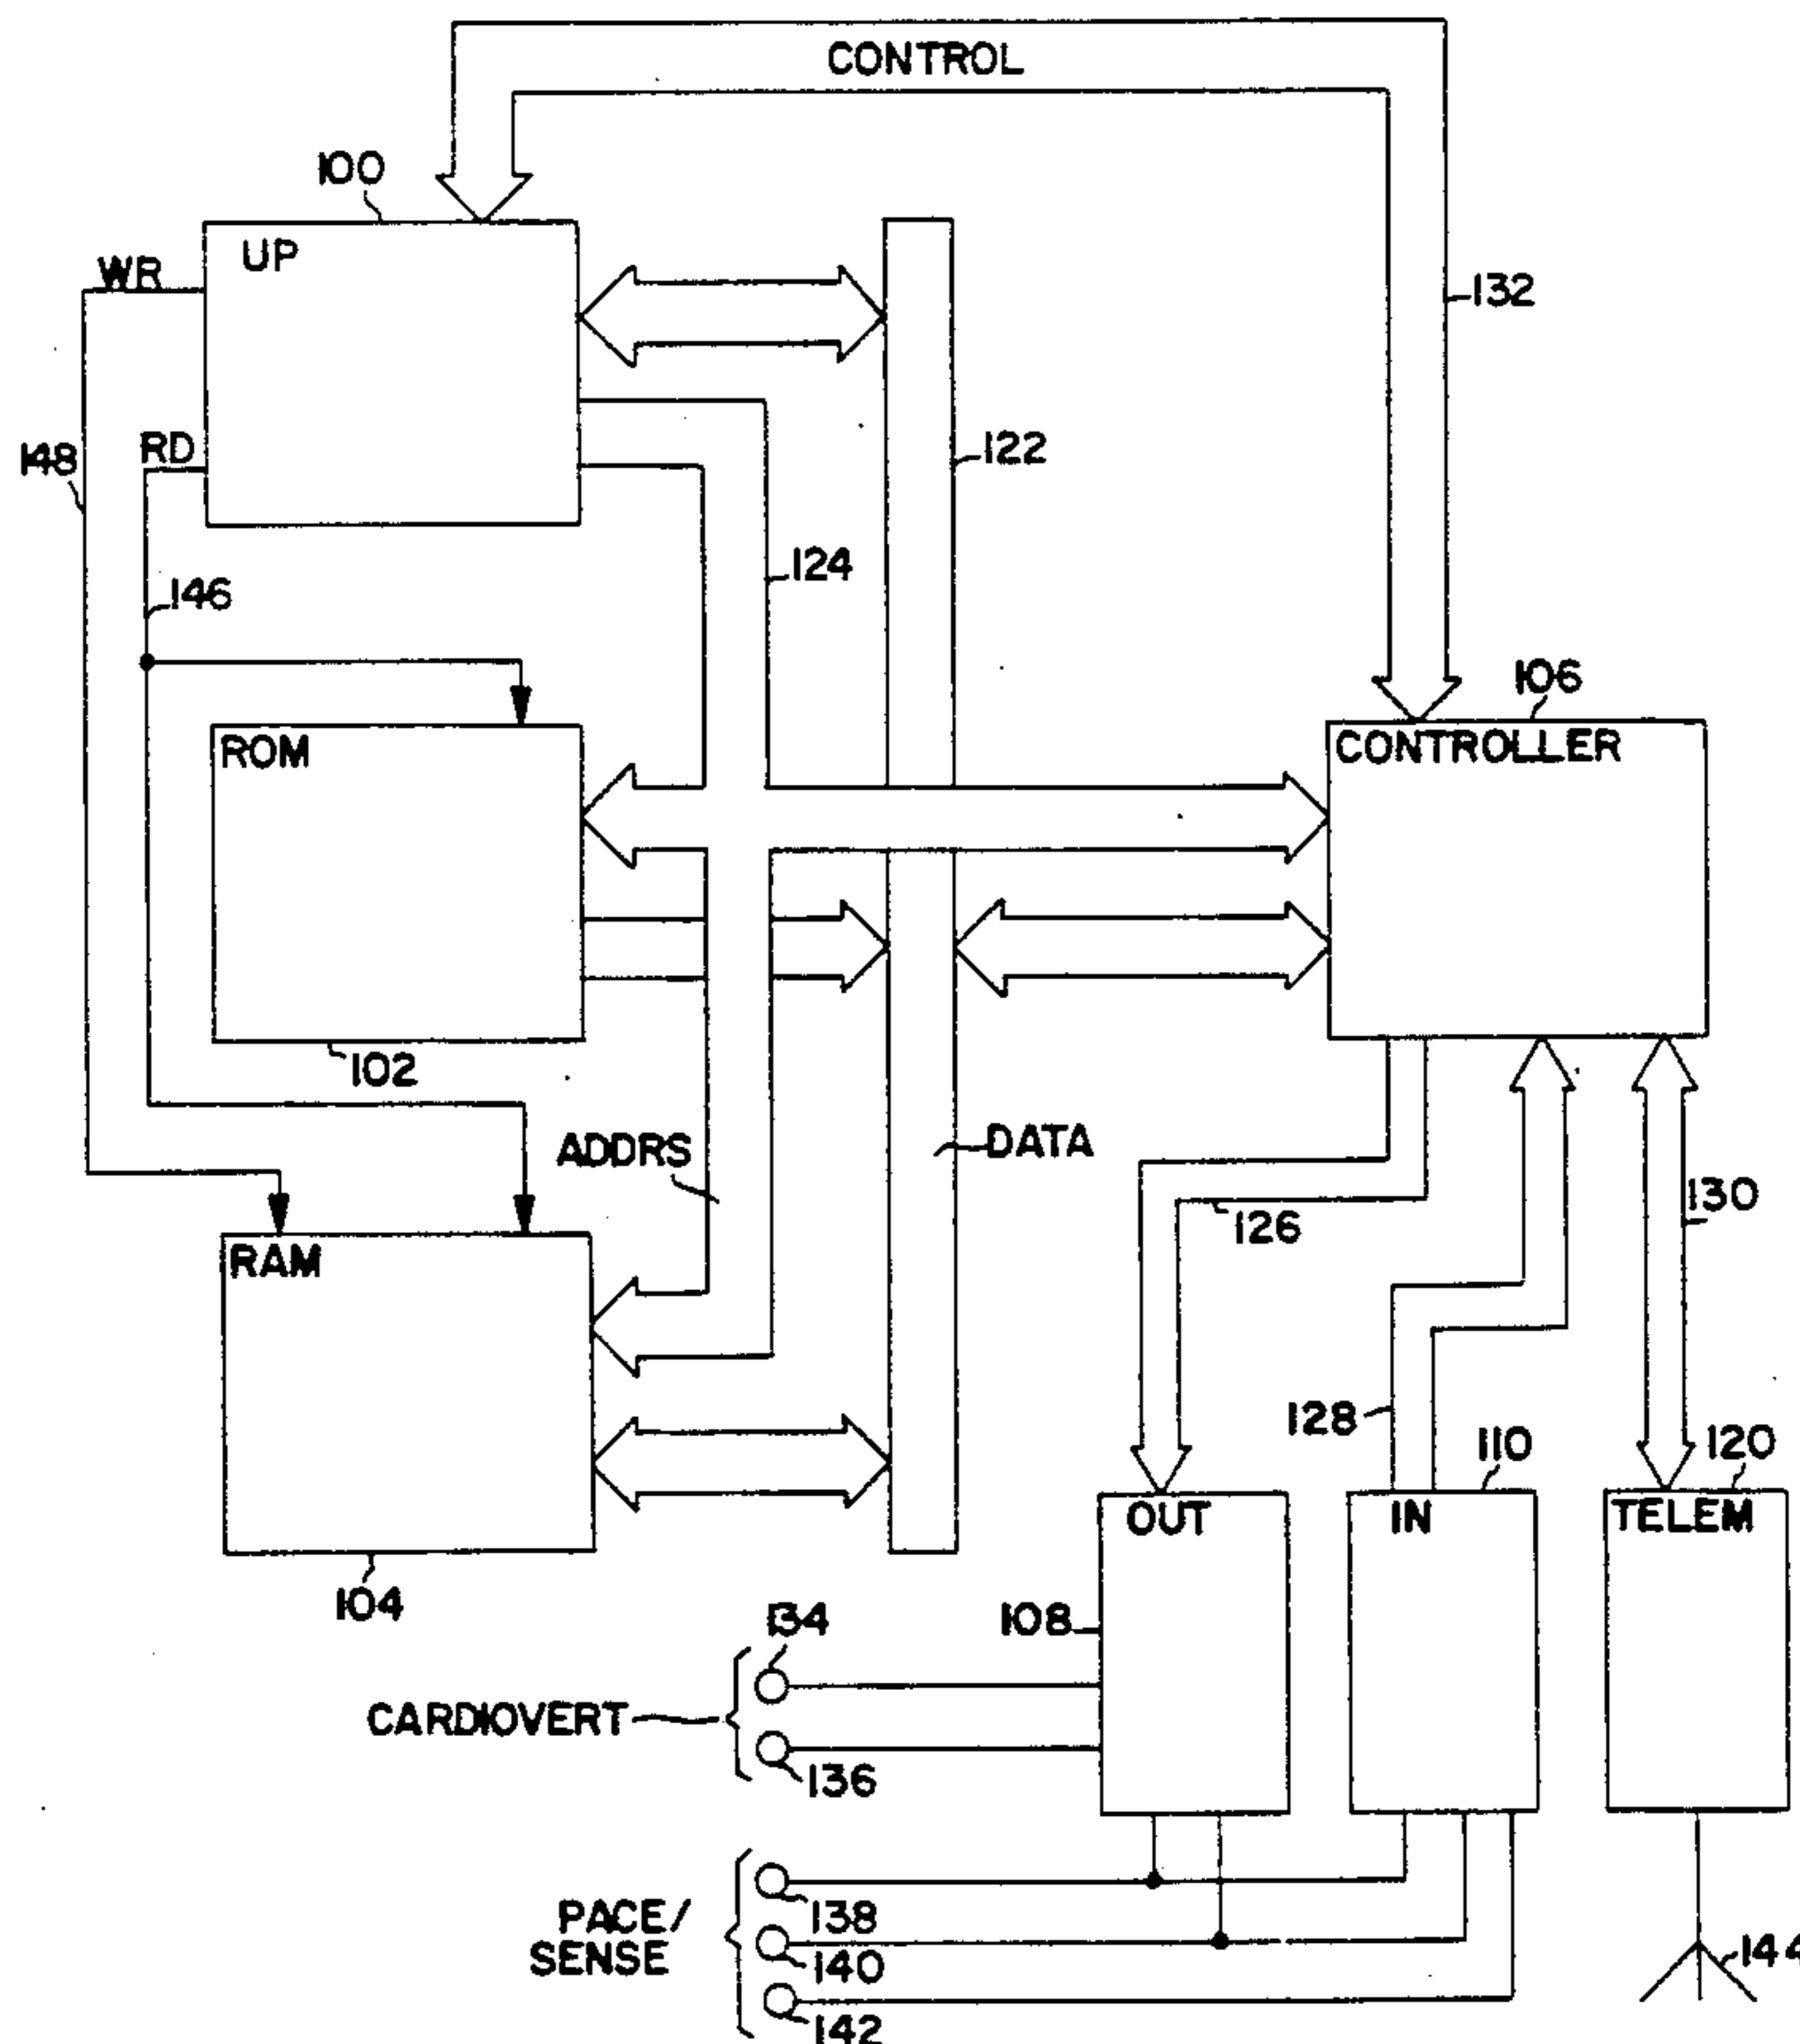 CONTROL
100
UP
WR
132
RD
148
122
124
146
106
ROM
CONTROLLER
102
ADDRS
DATA
130
126
RAM
128
110
120
OUT
IN
TELEM
104
134
108
CARDIOVERT
136
PACE/
SENSE
138
140
144
142